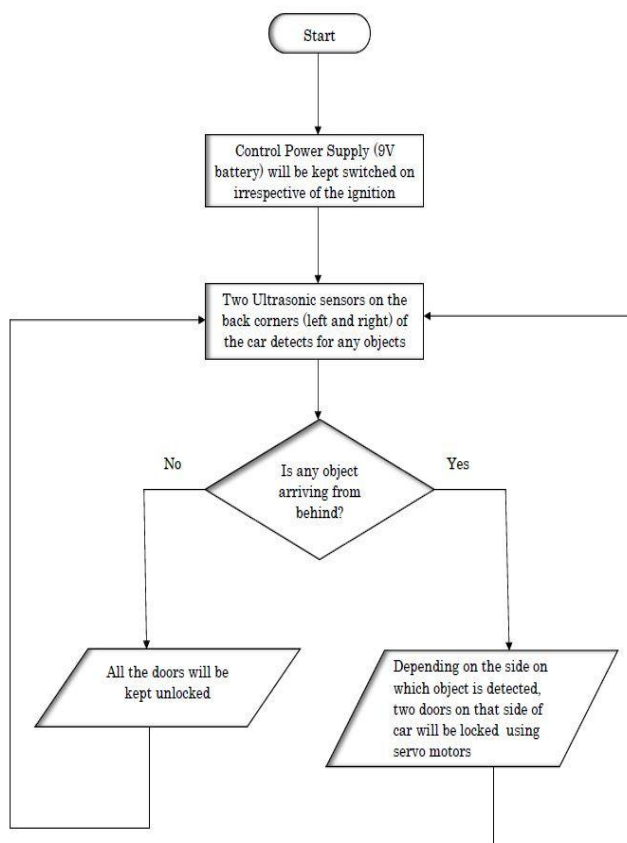 Start
Control Power Supply (9V
battery) will be kept switched on
irrespective of the ignition
Two Ultrasonic sensors on the
back corners (left and right) of
the car detects for any objects
No
Yes
Is any object
arriving from
behind?
All the doors will be
kept unlocked
Depending on the side on
which object is detected,
two doors on that side of
car will be locked using
servo motors